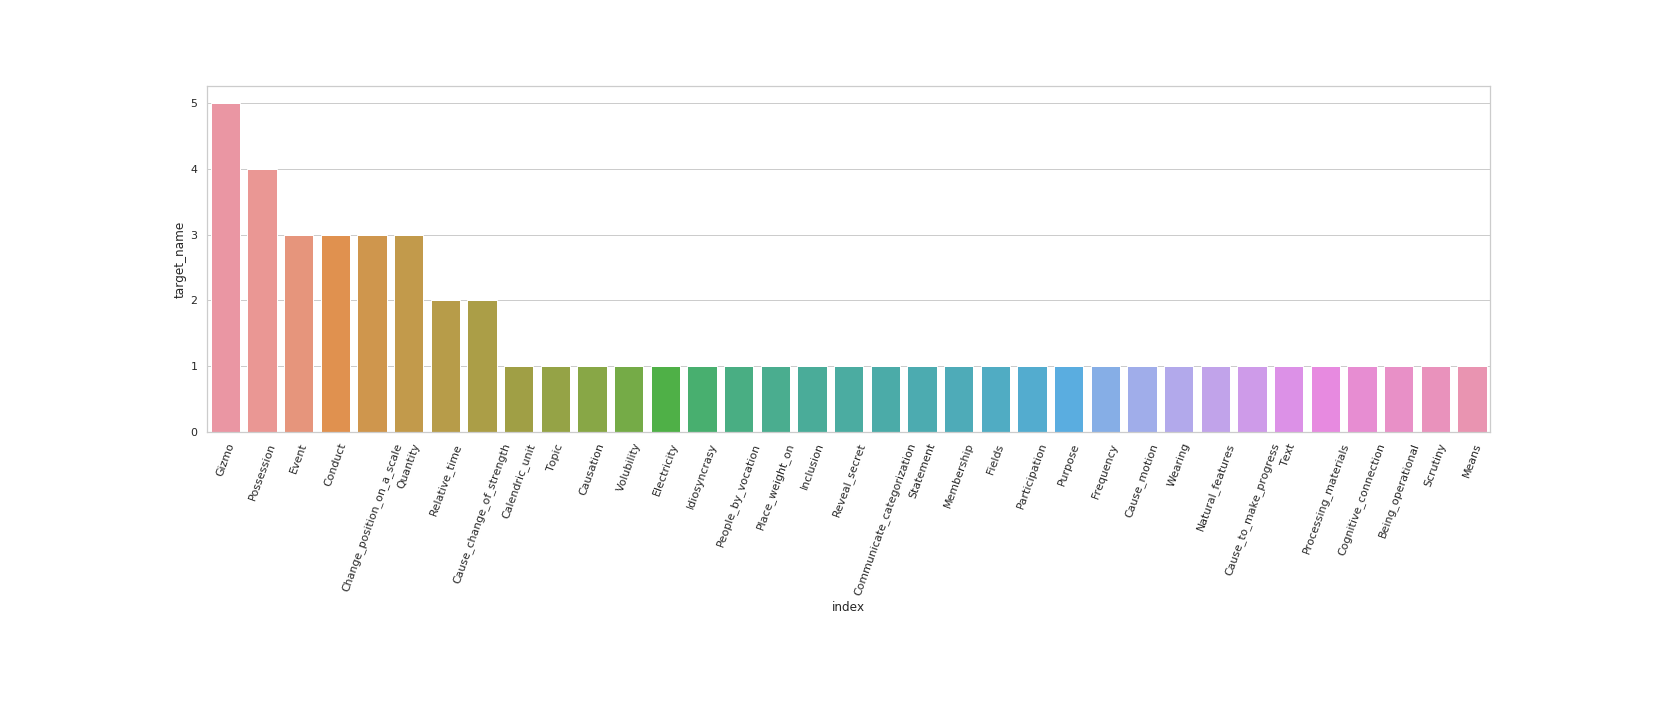 5
4
3
2
1
0
target_name
Gizmo
Possession
Event
Conduct
Change_position_on_a_scale
Quantity
Relative_time
Cause_change_of_strength
Calendric_unit
Topic
Causation
Volubility
Electricity
Idiosyncrasy
People_by_vocation
Place_weight_on
Inclusion
Reveal_secret
Communicate_categorization
Statement
Membership
Fields
Participation
Purpose
Frequency
Cause_motion
Wearing
Natural_features
Cause_to_make_progress
Text
Processing_materials
Cognitive_connection
Being_operational
Scrutiny
Means
index